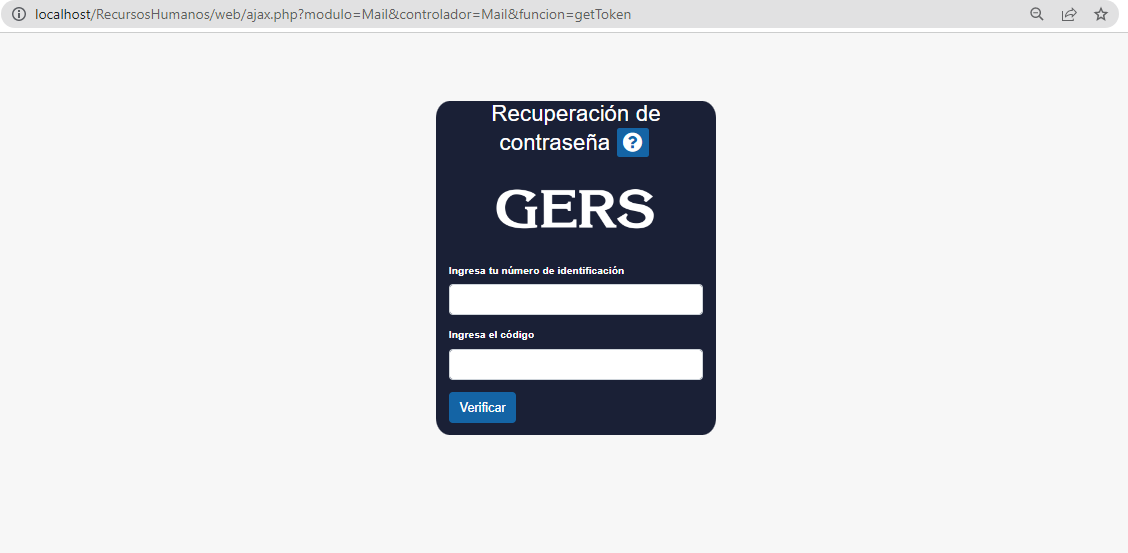 localhost/RecursosHumanos/web/ajax.php?modulo=Mail&controlador=Mail&funcion=getToken
Recuperación de
contraseña ?
GERS
Ingresa tu número de identificación
Ingresa el código
Verificar